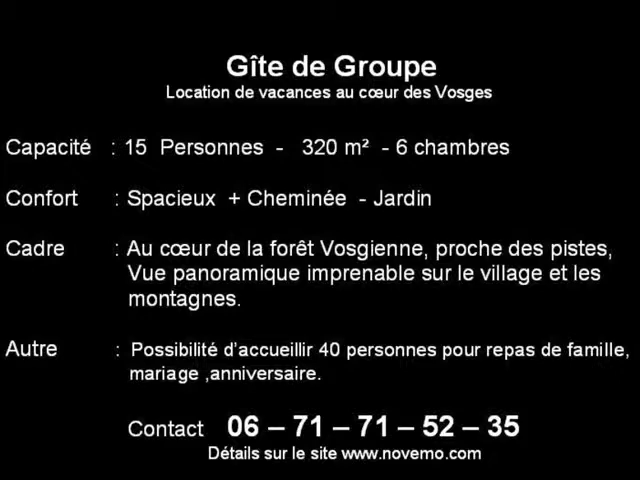 Gîte de Groupe
Location de vacances au cœur des Vosges
Capacité : 15 Personnes - 320 m² - 6 chambres
Confort : Spacieux + Cheminée - Jardin
Cadre : Au cœur de la forêt Vosgienne, proche des pistes,
Vue panoramique imprenable sur le village et les
montagnes.
Autre : Possibilité d'accueillir 40 personnes pour repas de famille,
mariage ,anniversaire.
Contact 06 – 71 – 71 – 52 – 35
Détails sur le site www.novemo.com